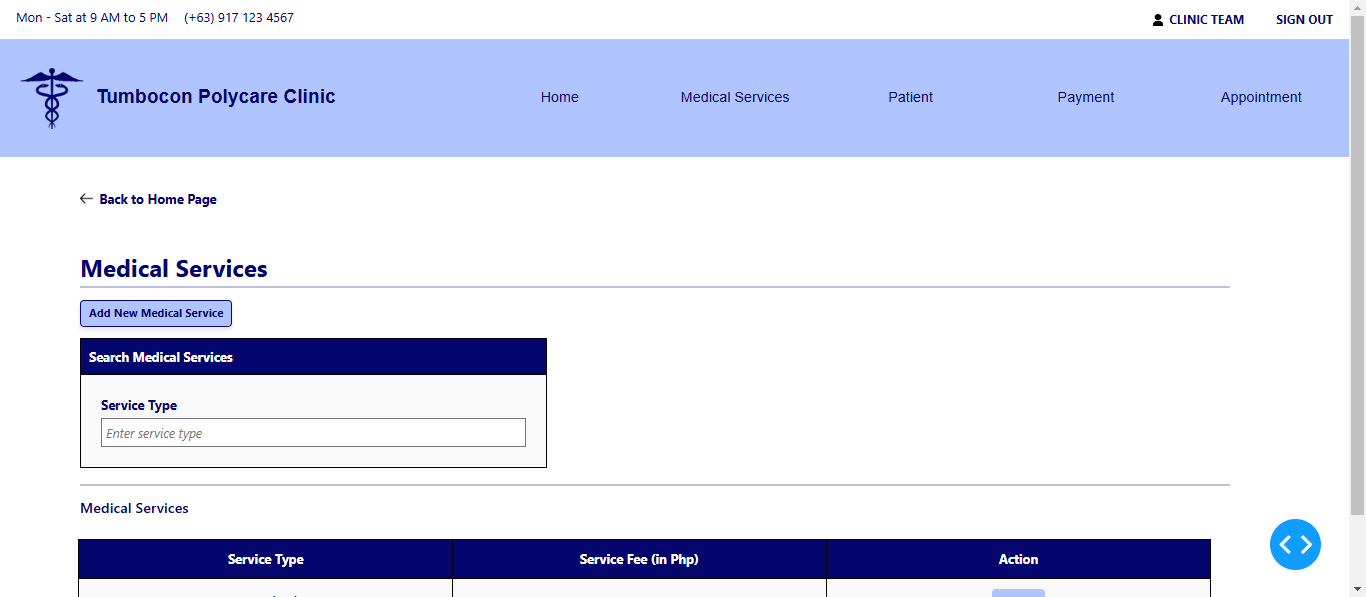 Mon - Sat at 9 AM to 5 PM (+63) 917 123 4567 CLINIC TEAM SIGN OUT
Tumbocon Polycare Clinic Home Medical Services Patient Payment Appointment
Back to Home Page
Medical Services
Add New Medical Service
Search Medical Services
Service Type
Enter service type
Medical Services
Service Type Service Fee (in Php) Action